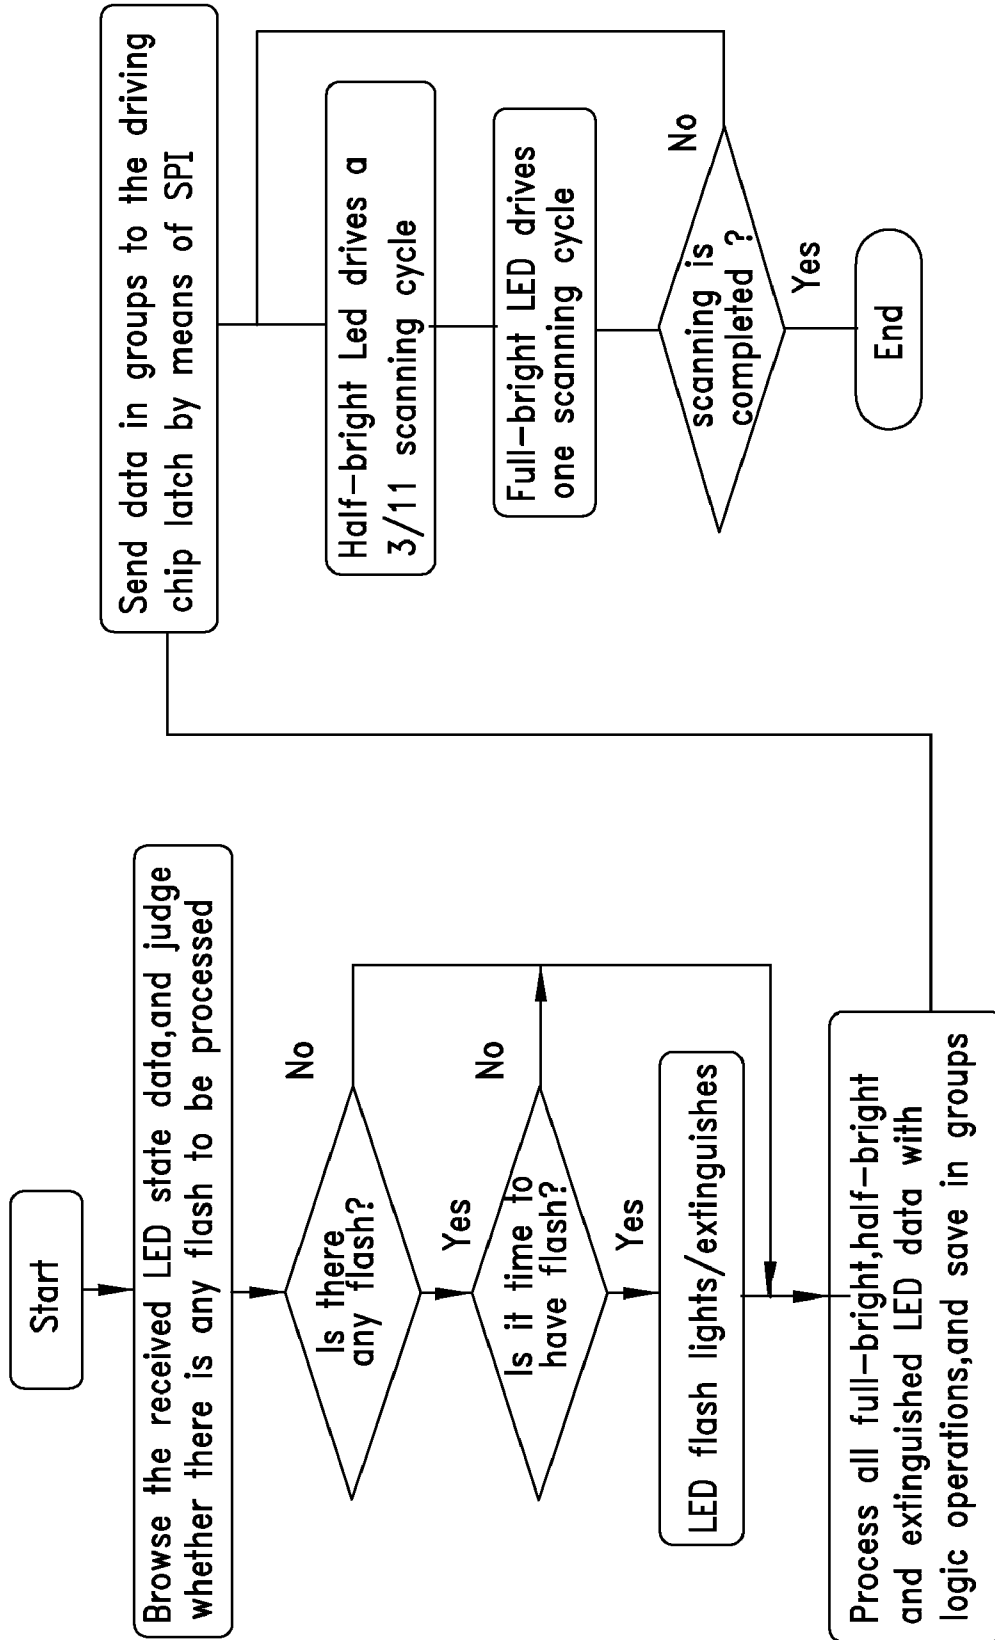 Start
Browse the received LED state data,and judge
whether there is any flash to be processed
Is there
any flash?
No
Yes
Is it time to
have flash?
No
Yes
LED flash lights/extinguishes
Process all full-bright,half-bright
and extinguished LED data with
logic operations,and save in groups
Send data in groups to the driving
chip latch by means of SPI
Half-bright Led drives a
3/11 scanning cycle
Full-bright LED drives
one scanning cycle
scanning is
completed ?
No
Yes
End